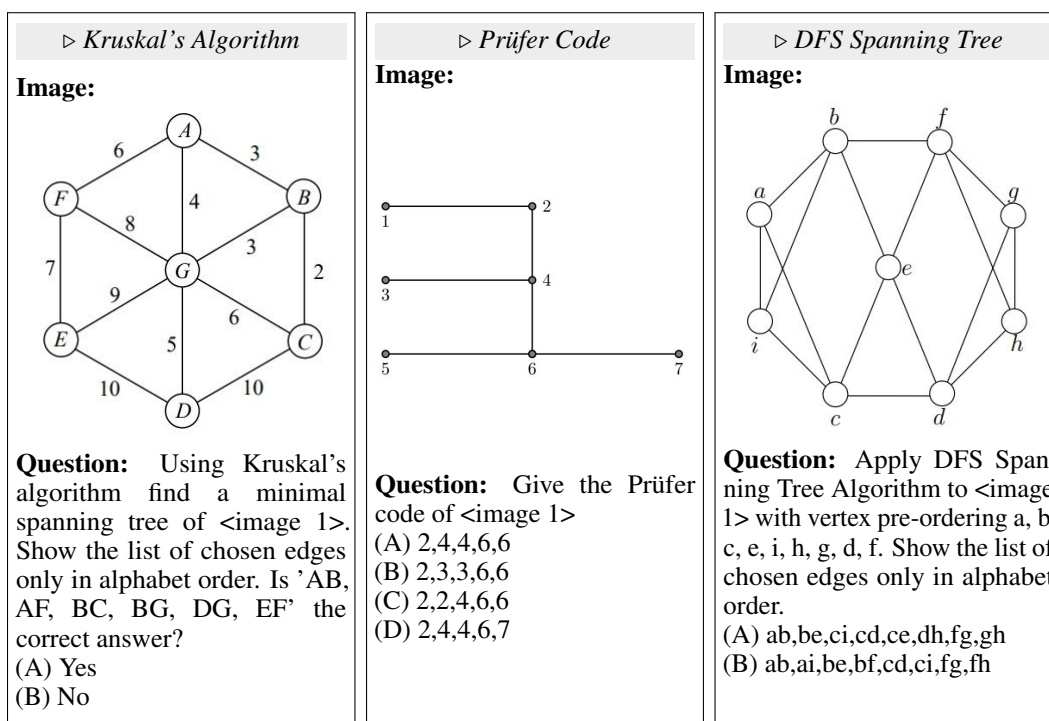 ▷ Kruskal's Algorithm
Image:
A
B
C
D
E
F
G
6
3
4
8
3
7
2
9
6
5
10
10
Question: Using Kruskal's
algorithm find a minimal
spanning tree of <image 1>.
Show the list of chosen edges
only in alphabet order. Is 'AB,
AF, BC, BG, DG, EF' the
correct answer?
(A) Yes
(B) No
▷ Prüfer Code
Image:
1
2
3
4
5
6
7
Question: Give the Prüfer
code of <image 1>
(A) 2,4,4,6,6
(B) 2,3,3,6,6
(C) 2,2,4,6,6
(D) 2,4,4,6,7
▷ DFS Spanning Tree
Image:
b
f
a
g
e
i
h
c
d
Question: Apply DFS Span
ning Tree Algorithm to <image
1> with vertex pre-ordering a, b,
c, e, i, h, g, d, f. Show the list of
chosen edges only in alphabet
order.
(A) ab,be,ci,cd,ce,dh,fg,gh
(B) ab,ai,be,bf,cd,ci,fg,fh